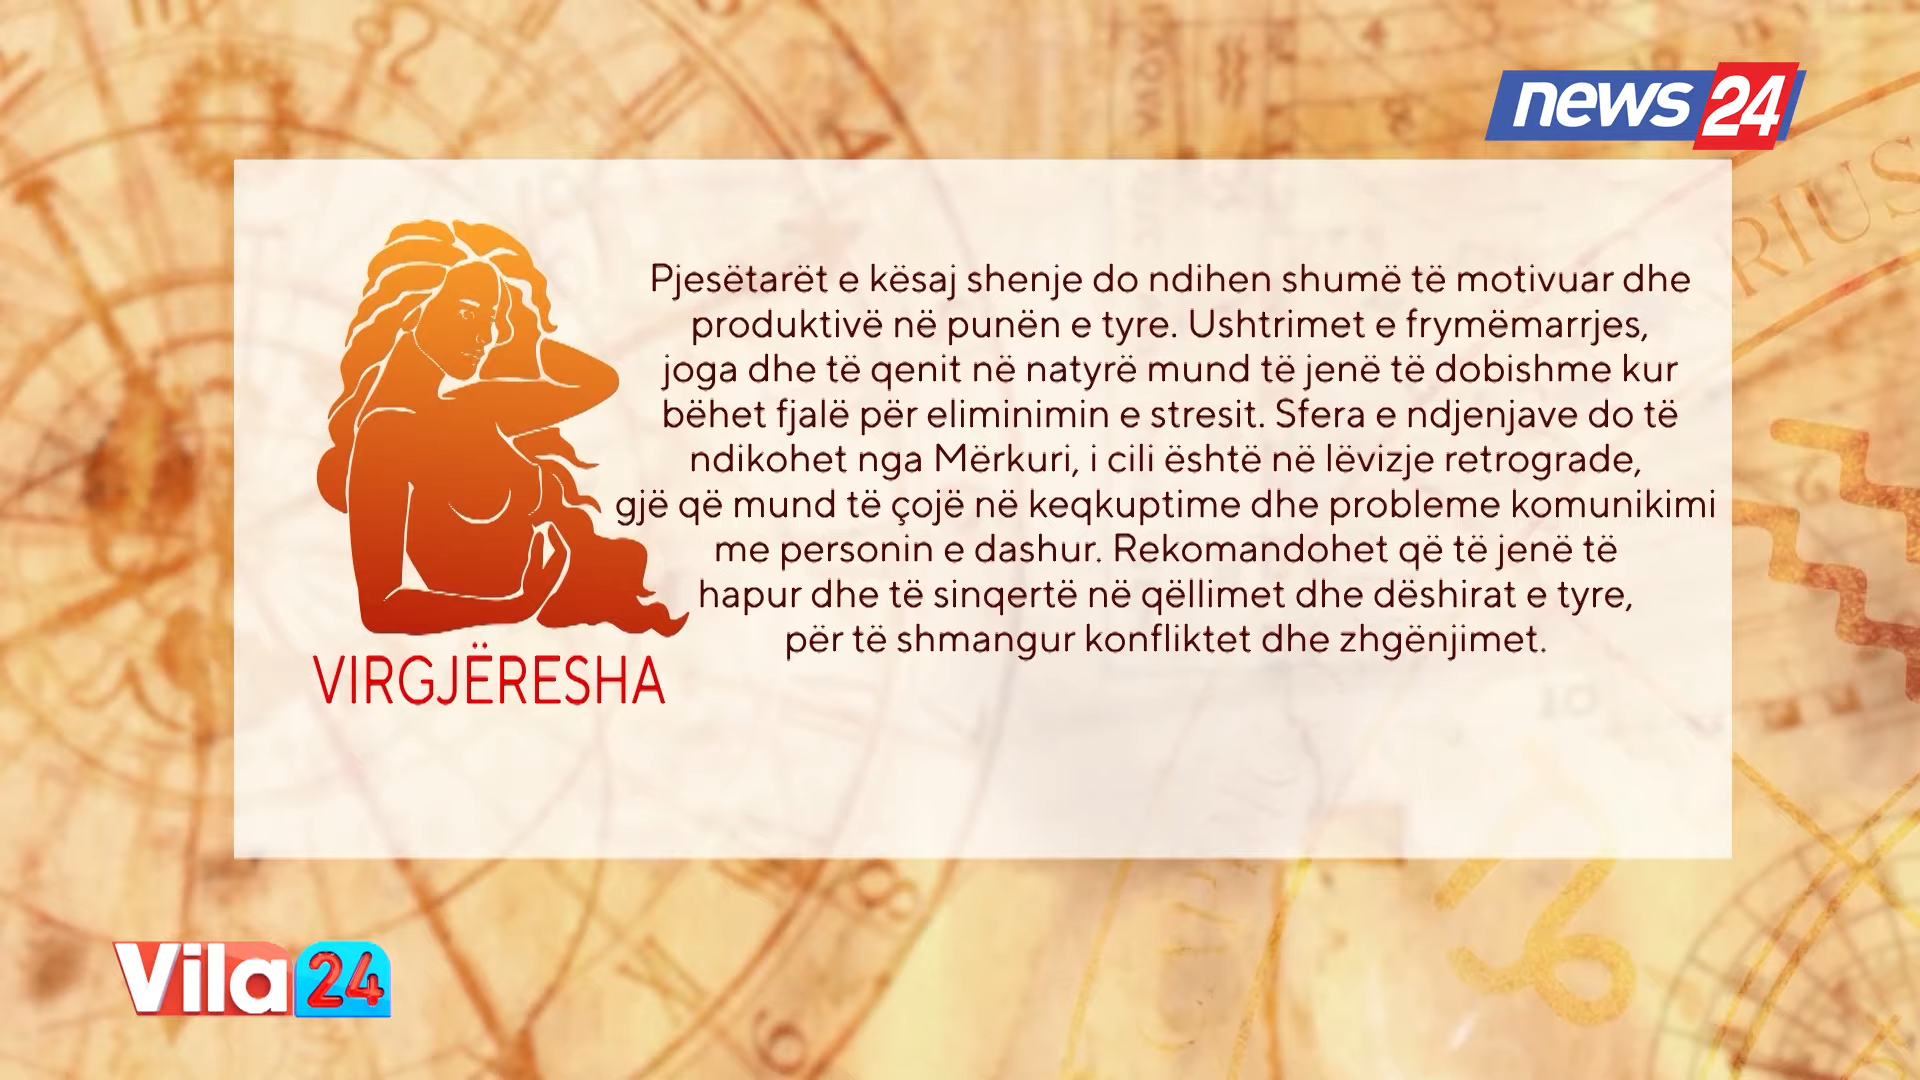 news 24
Pjesëtarët e kësaj shenje do ndihen shumë të motivuar dhe
produktivë në punën e tyre. Ushtrimet e frymëmarrjes,
joga dhe të qenit në natyrë mund të jenë të dobishme kur
bëhet fjalë për eliminimin e stresit. Sfera e ndjenjave do të
ndikohet nga Mërkuri, i cili është në lëvizje retrograde,
gjë që mund të çojë në keqkuptime dhe probleme komunikimi
me personin e dashur. Rekomandohet që të jenë të
hapur dhe të sinqertë në qëllimet dhe dëshirat e tyre,
për të shmangur konfliktet dhe zhgënjimet.
VIRGJËRESHA
Vila 24